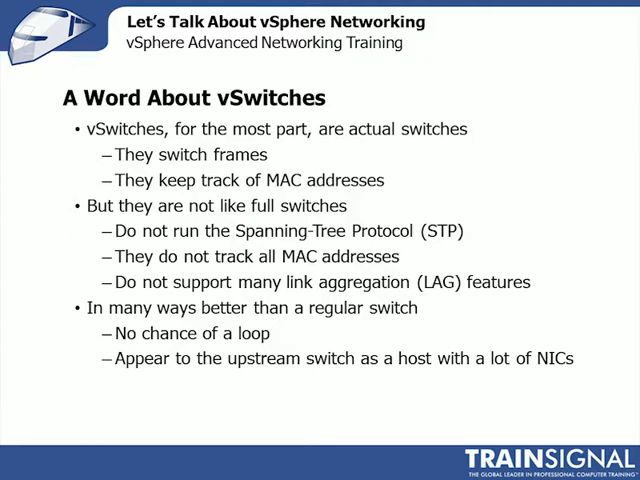 Let's Talk About vSphere Networking
vSphere Advanced Networking Training
A Word About vSwitches
• vSwitches, for the most part, are actual switches
– They switch frames
– They keep track of MAC addresses
• But they are not like full switches
– Do not run the Spanning-Tree Protocol (STP)
– They do not track all MAC addresses
– Do not support many link aggregation (LAG) features
• In many ways better than a regular switch
– No chance of a loop
– Appear to the upstream switch as a host with a lot of NICs
TRAINSIGNAL
THE GLOBAL LEADER IN PROFESSIONAL COMPUTER TRAINING